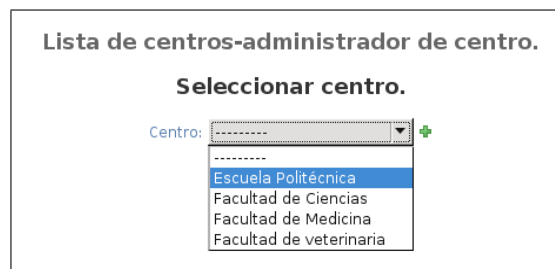 Lista de centros-administrador de centro.
Seleccionar centro.
Centro: ---------
---------
Escuela Politécnica
Facultad de Ciencias
Facultad de Medicina
Facultad de veterinaria